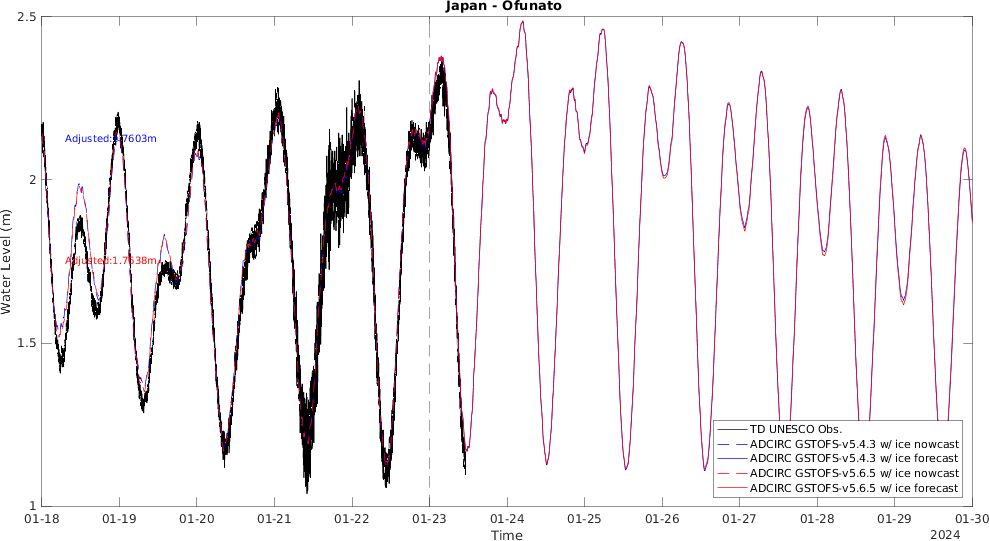 Japan - Ofunato
2.5
2
1.5
1
Water Level (m)
Adjusted:1.7603m
Adjusted:1.7638m
TD UNESCO Obs.
ADCIRC GSTOFS-v5.4.3 w/ ice nowcast
ADCIRC GSTOFS-v5.4.3 w/ ice forecast
ADCIRC GSTOFS-v5.6.5 w/ ice nowcast
ADCIRC GSTOFS-v5.6.5 w/ ice forecast
01-18 01-19 01-20 01-21 01-22 01-23 01-24 01-25 01-26 01-27 01-28 01-29 01-30
Time
2024